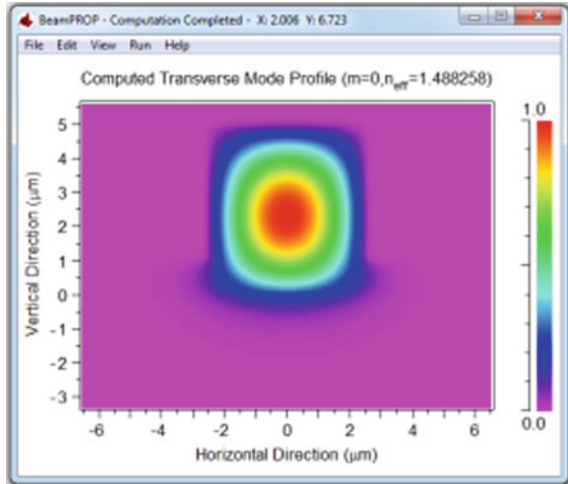 BeamPROP - Computation Completed - X: 2.006 Y: 6.723
File Edit View Run Help
Computed Transverse Mode Profile (m=0,neff=1.488258)
1.0
5
4
3
2
1
0
-1
-2
-3
Vertical Direction (μm)
0.0
-6 -4 -2 0 2 4 6
Horizontal Direction (μm)